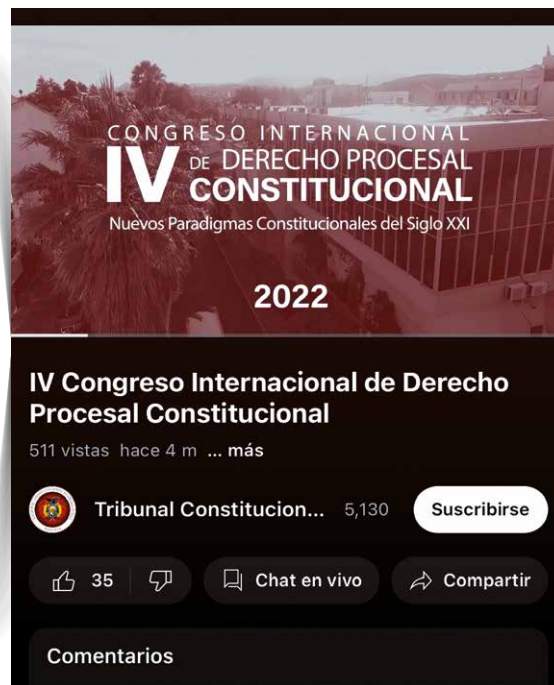 CONGRESO INTERNACIONAL
IV DE DERECHO PROCESAL
CONSTITUCIONAL
Nuevos Paradigmas Constitucionales del Siglo XXI
2022
IV Congreso Internacional de Derecho
Procesal Constitucional
511 vistas hace 4 m ... más
Tribunal Constitucion... 5,130 Suscribirse
35 Chat en vivo Compartir
Comentarios